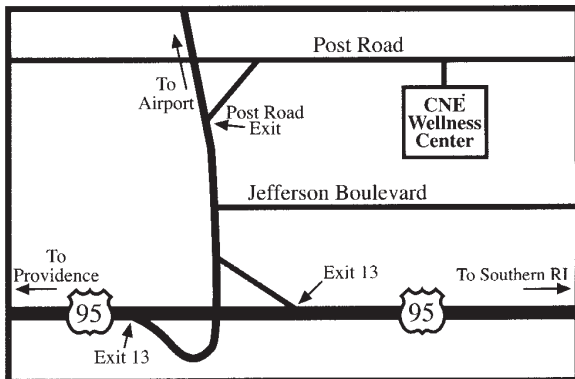 Post Road
To
Airport
Post Road
Exit
CNE
Wellness
Center
Jefferson Boulevard
To
Providence
Exit 13
To Southern RI
95
95
Exit 13